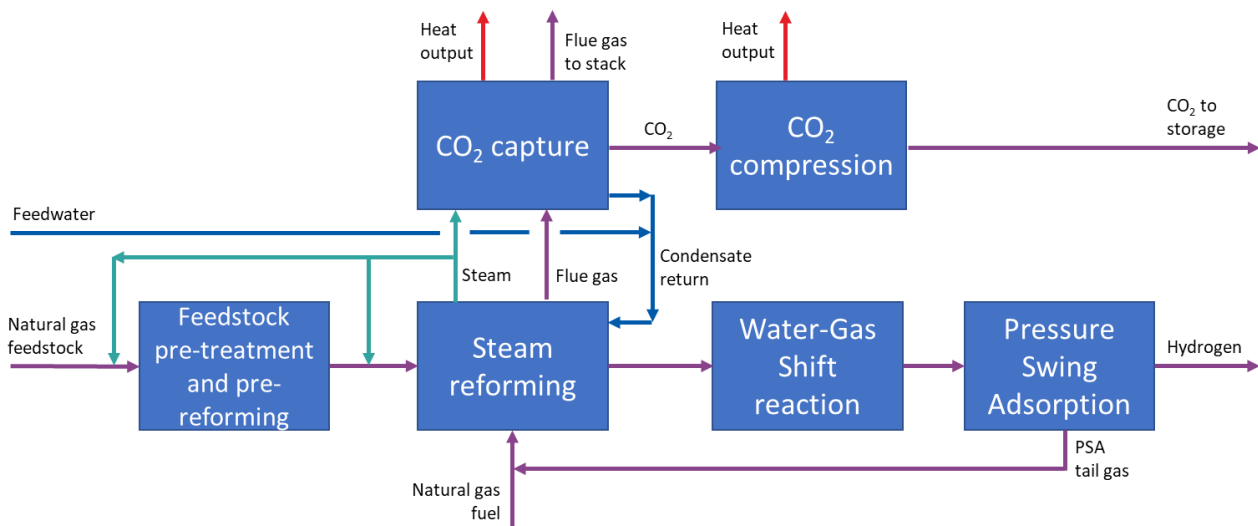 Heat
output
Flue gas
to stack
Heat
output
CO₂ capture
CO₂
CO₂
compression
CO₂ to
storage
Feedwater
Steam
Flue gas
Condensate
return
Natural gas
feedstock
Feedstock
pre-treatment
and pre-
reforming
Steam
reforming
Water-Gas
Shift
reaction
Pressure
Swing
Adsorption
Hydrogen
PSA
tail gas
Natural gas
fuel